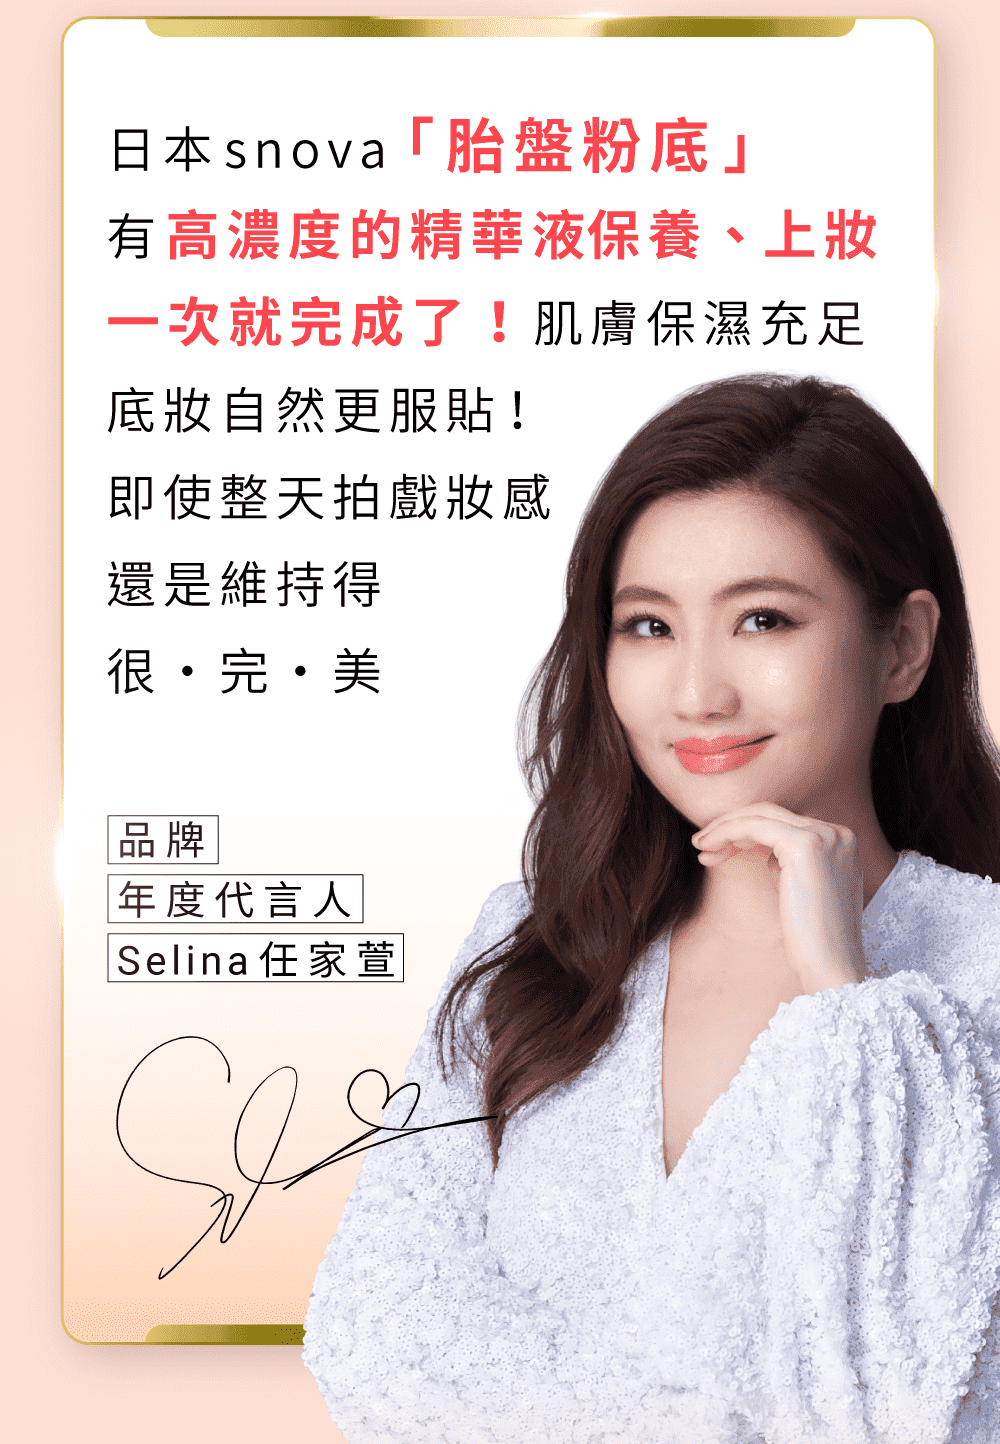 日本snova「胎盤粉底」
有高濃度的精華液保養、上妝
一次就完成了！肌膚保濕充足
底妝自然更服貼！
即使整天拍戲妝感
還是維持得
很・完・美
品牌
年度代言人
Selina任家萱